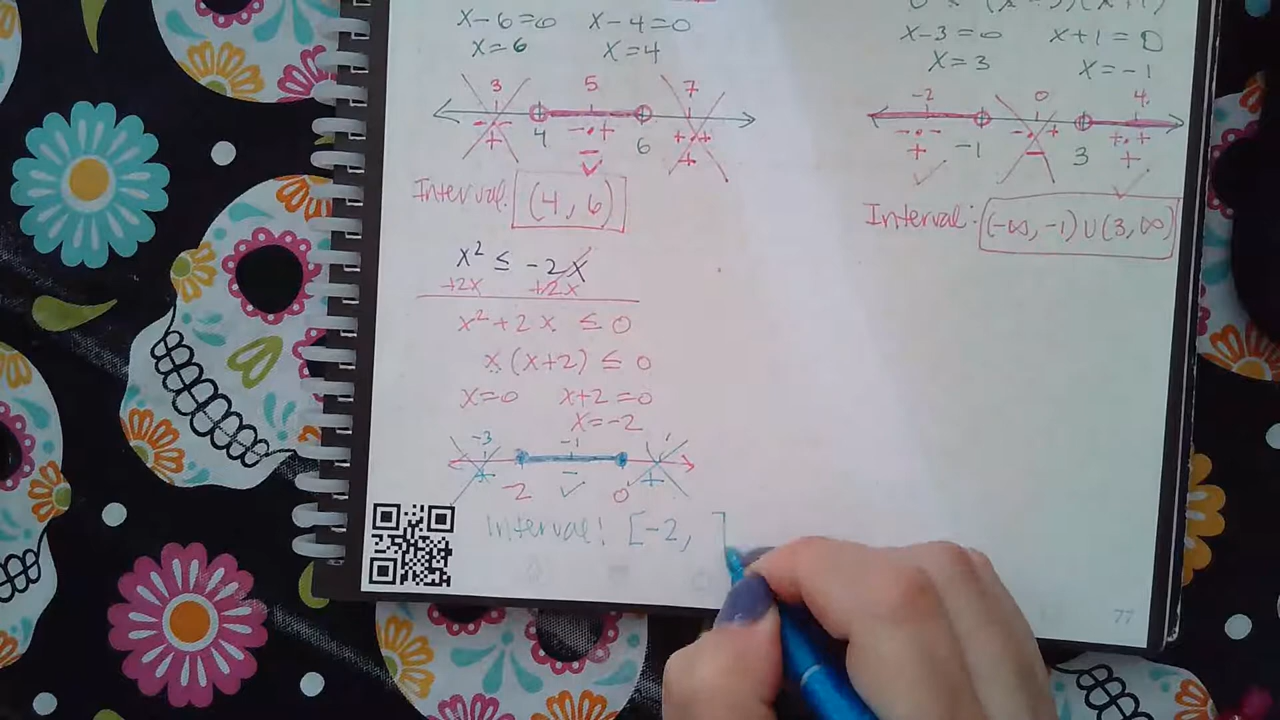 x-6=0 x-4=0
x=6 x=4
3 5 7
-·- -·+ +·+
+ 4 - 6 +
Interval: (4, 6)
x² ≤ -2x
+2x +2x
x²+2x ≤ 0
x(x+2) ≤ 0
x=0 x+2=0
x=-2
-3 -1 1
+ - +
-2 ✓ 0
Interval: [-2, ]
x-3=0 x+1=0
x=3 x=-1
-2 0 4
-·- -·+ +·+
+ -1 - 3 +
✓ ✓
Interval: (-∞, -1) U (3, ∞)
77